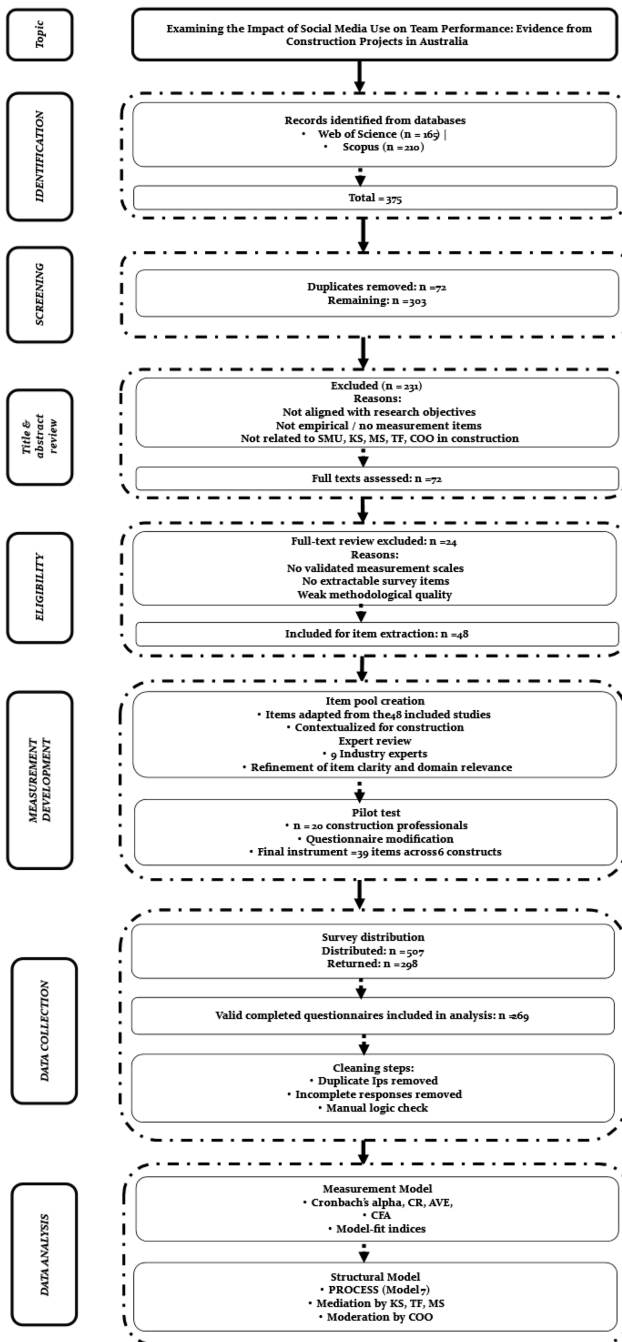 Topic
Examining the Impact of Social Media Use on Team Performance: Evidence from
Construction Projects in Australia
IDENTIFICATION
Records identified from databases
• Web of Science (n = 165) |
• Scopus (n = 210)
Total = 375
SCREENING
Duplicates removed: n =72
Remaining: n =303
Title &
abstract
review
Excluded (n = 231)
Reasons:
Not aligned with research objectives
Not empirical / no measurement items
Not related to SMU, KS, MS, TF, COO in construction
Full texts assessed: n =72
ELIGIBILITY
Full-text review excluded: n =24
Reasons:
No validated measurement scales
No extractable survey items
Weak methodological quality
Included for item extraction: n =48
MEASUREMENT
DEVELOPMENT
Item pool creation
• Items adapted from the48 included studies
• Contextualized for construction
Expert review
• 9 Industry experts
• Refinement of item clarity and domain relevance
Pilot test
• n =20 construction professionals
• Questionnaire modification
• Final instrument =39 items across6 constructs
DATA COLLECTION
Survey distribution
Distributed: n =507
Returned: n =298
Valid completed questionnaires included in analysis: n =269
Cleaning steps:
• Duplicate Ips removed
• Incomplete responses removed
• Manual logic check
DATA ANALYSIS
Measurement Model
• Cronbach's alpha, CR, AVE,
• CFA
• Model-fit indices
Structural Model
• PROCESS (Model 7)
• Mediation by KS, TF, MS
• Moderation by COO